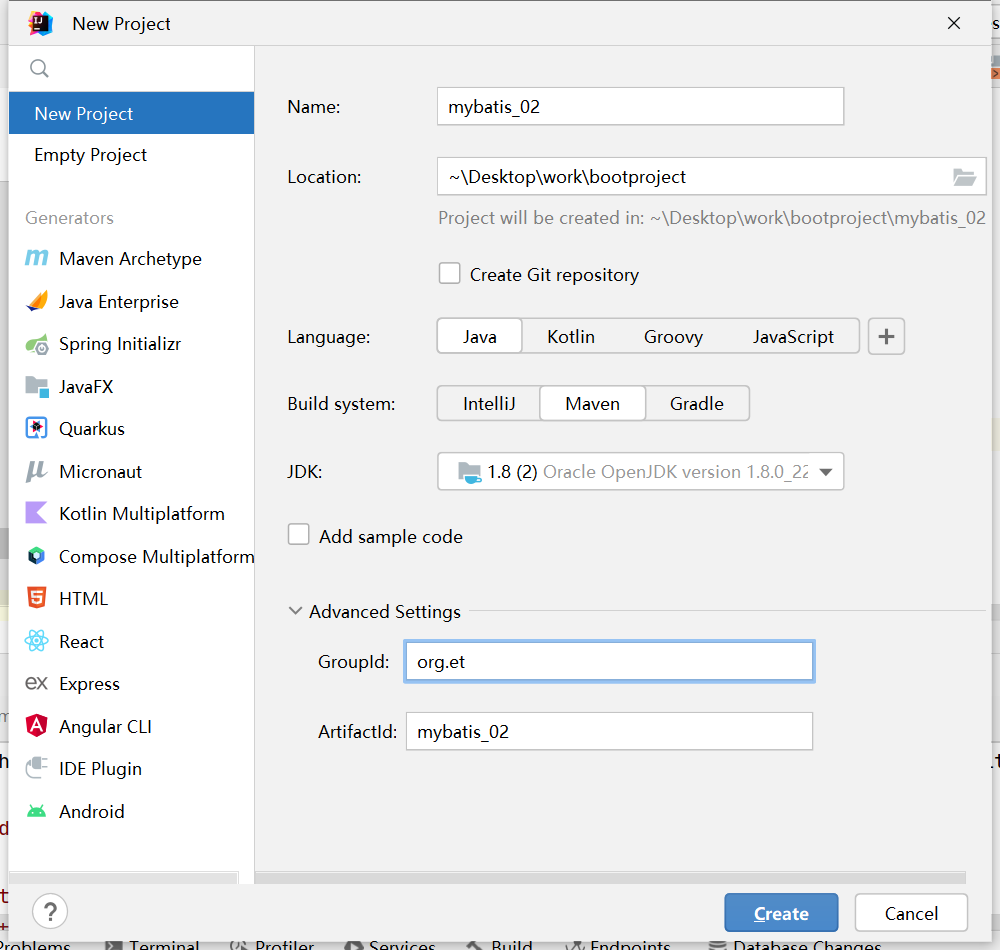 New Project
New Project
Empty Project
Generators
Maven Archetype
Java Enterprise
Spring Initializr
JavaFX
Quarkus
Micronaut
Kotlin Multiplatform
Compose Multiplatform
HTML
React
Express
Angular CLI
IDE Plugin
Android
Name: mybatis_02
Location: ~\Desktop\work\bootproject
Project will be created in: ~\Desktop\work\bootproject\mybatis_02
Create Git repository
Language: Java Kotlin Groovy JavaScript +
Build system: IntelliJ Maven Gradle
JDK: 1.8 (2) Oracle OpenJDK version 1.8.0_22
Add sample code
Advanced Settings
GroupId: org.et
ArtifactId: mybatis_02
? Create Cancel
Problems Terminal Profiler Services Build Endpoints Database Changes